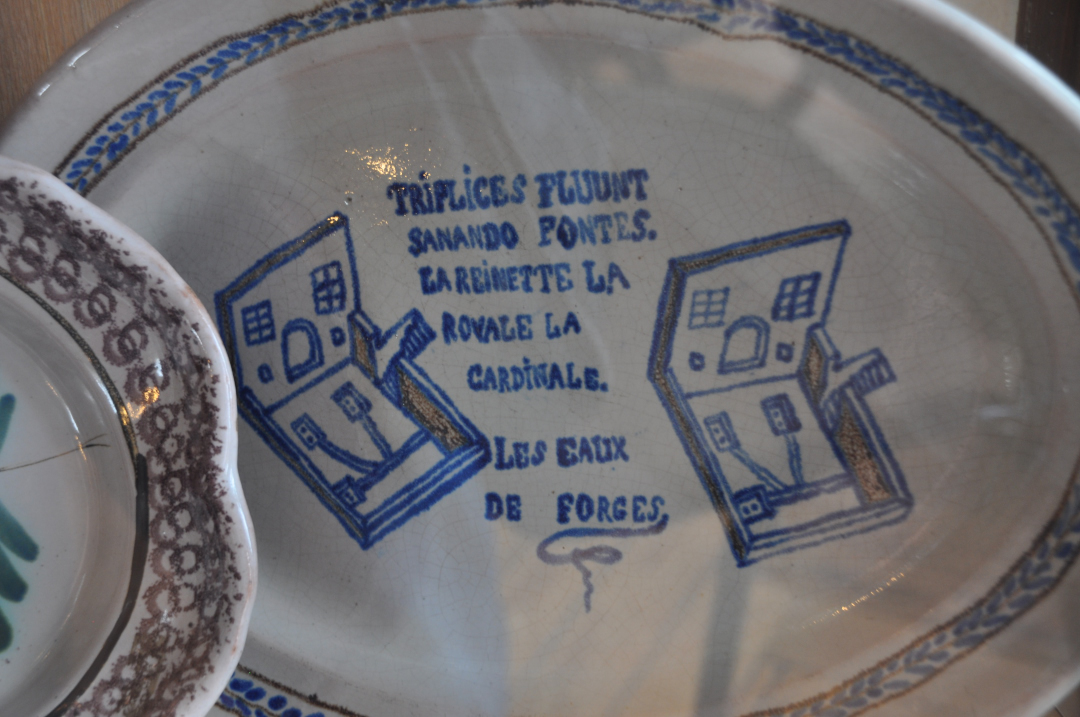 TRIPLICES FLUUNT
SANANDO FONTES.
LA REINETTE LA
ROYALE LA
CARDINALE.
LES EAUX
DE FORGES